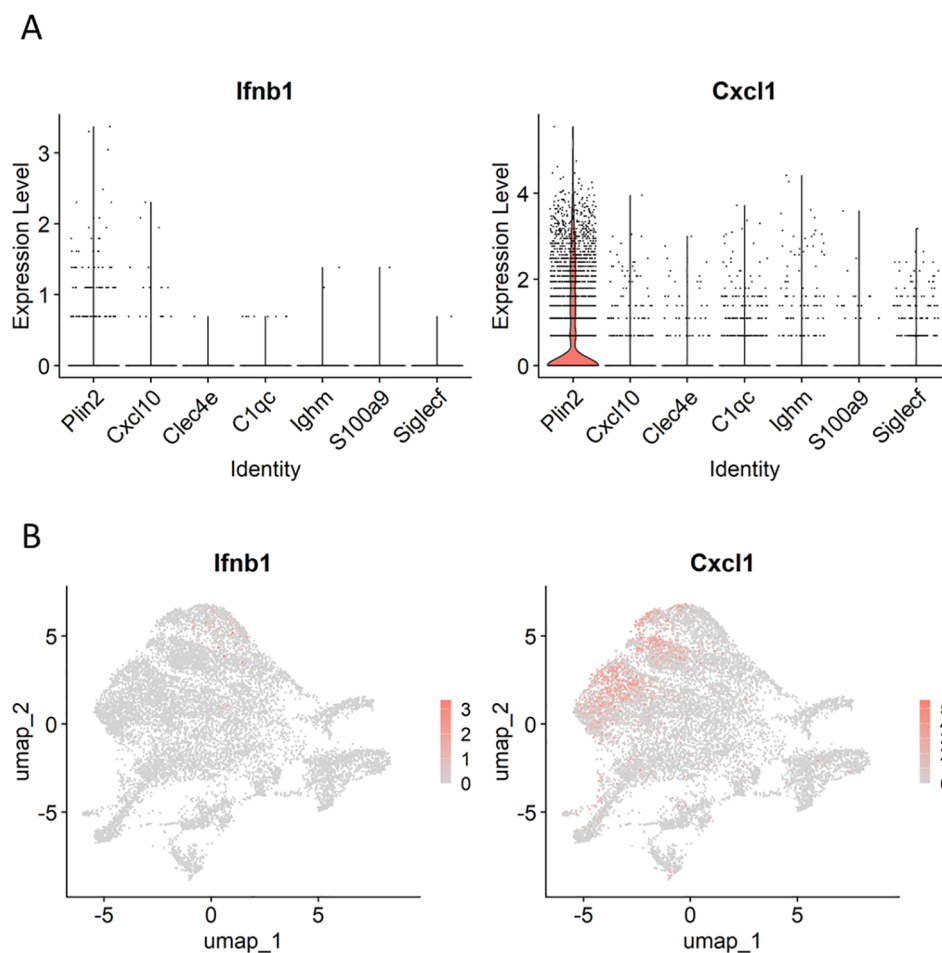 A
Ifnb1
Cxcl1
Expression Level
3
2
1
0
Plin2
Cxcl10
Clec4e
C1qc
Ighm
S100a9
Siglecf
Identity
Expression Level
4
2
0
Plin2
Cxcl10
Clec4e
C1qc
Ighm
S100a9
Siglecf
Identity
B
Ifnb1
Cxcl1
umap_2
5
0
-5
-5
0
5
umap_1
3
2
1
0
umap_2
5
0
-5
-5
0
5
umap_1